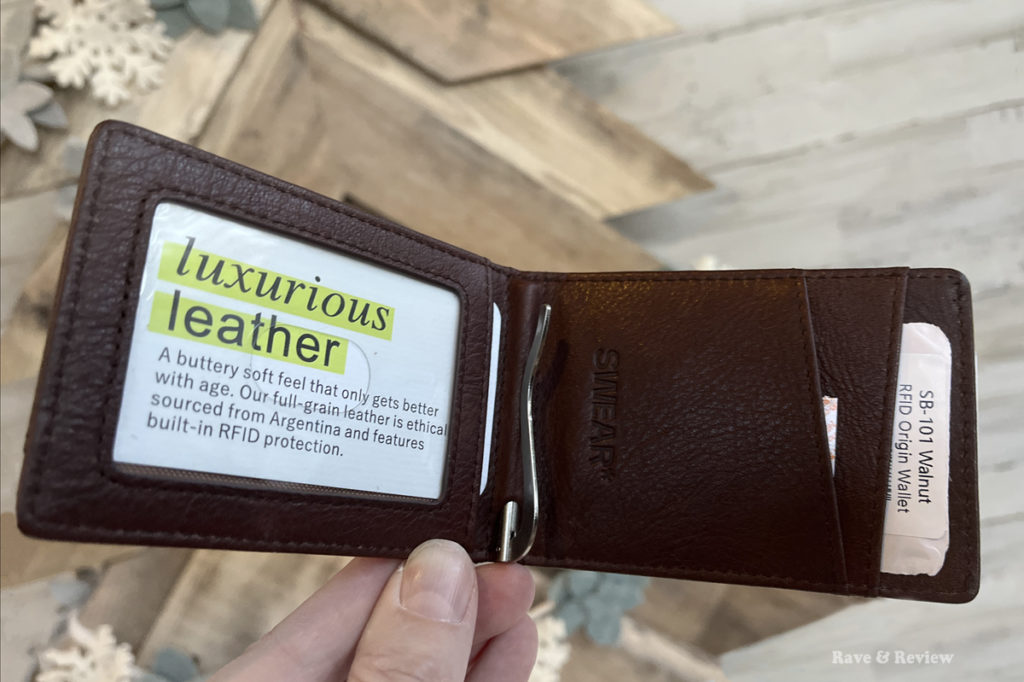 luxurious
leather
A buttery soft feel that only gets better
with age. Our full-grain leather is ethical
sourced from Argentina and features
built-in RFID protection.
SWEAR
SB-101 Walnut
RFID Origin Wallet
Rave & Review